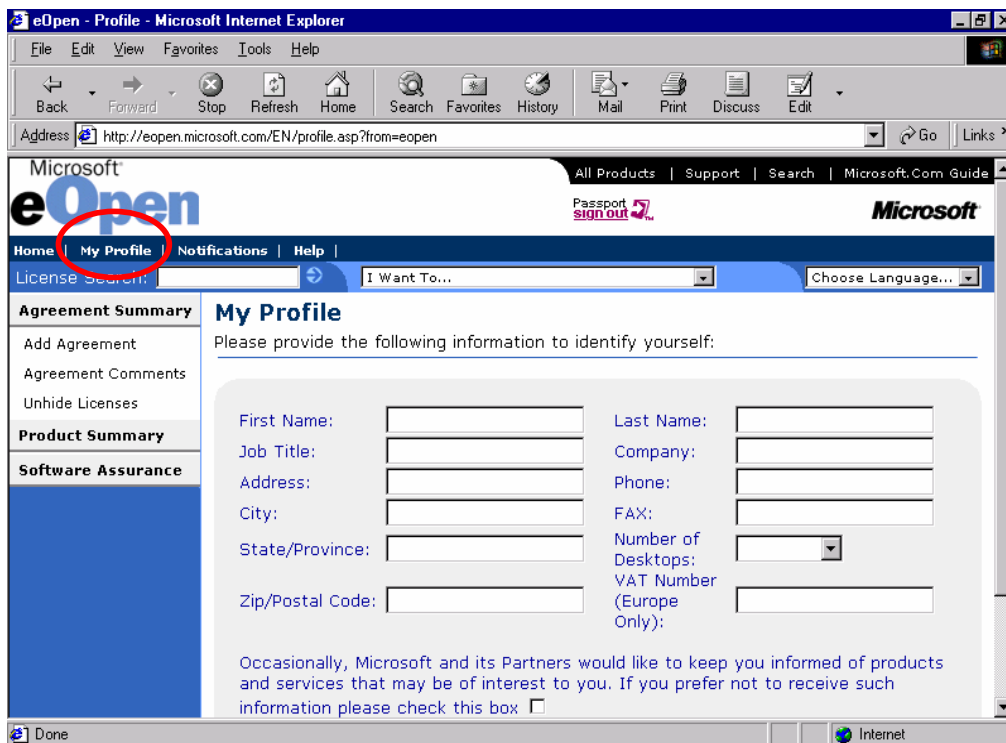 eOpen - Profile - Microsoft Internet Explorer
File Edit View Favorites Tools Help
Back Forward Stop Refresh Home Search Favorites History Mail Print Discuss Edit
Address http://eopen.microsoft.com/EN/profile.asp?from=eopen Go Links
Microsoft
eOpen
All Products | Support | Search | Microsoft.Com Guide
Passport
sign out
Microsoft
Home | My Profile | Notifications | Help |
License Search: I Want To... Choose Language...
Agreement Summary
Add Agreement
Agreement Comments
Unhide Licenses
Product Summary
Software Assurance
My Profile
Please provide the following information to identify yourself:
First Name: Last Name:
Job Title: Company:
Address: Phone:
City: FAX:
State/Province: Number of
Desktops:
Zip/Postal Code: VAT Number
(Europe
Only):
Occasionally, Microsoft and its Partners would like to keep you informed of products
and services that may be of interest to you. If you prefer not to receive such
information please check this box
Done Internet